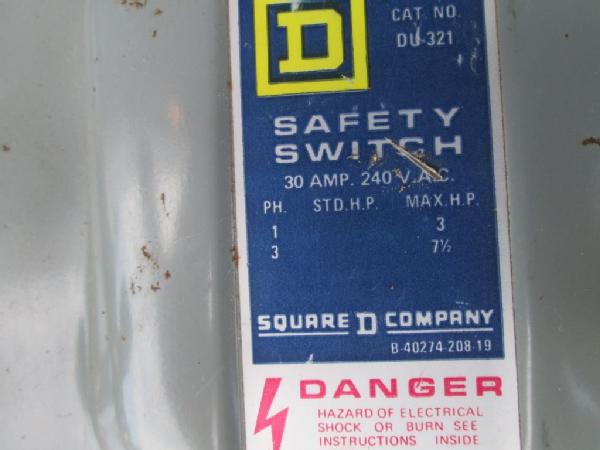 D
CAT NO.
DU-321
SAFETY
SWITCH
30 AMP. 240 V.A.C.
PH. STD.H.P. MAX.H.P.
1 3
3 7½
SQUARE D COMPANY
B-40274-208-19
DANGER
HAZARD OF ELECTRICAL
SHOCK OR BURN SEE
INSTRUCTIONS INSIDE